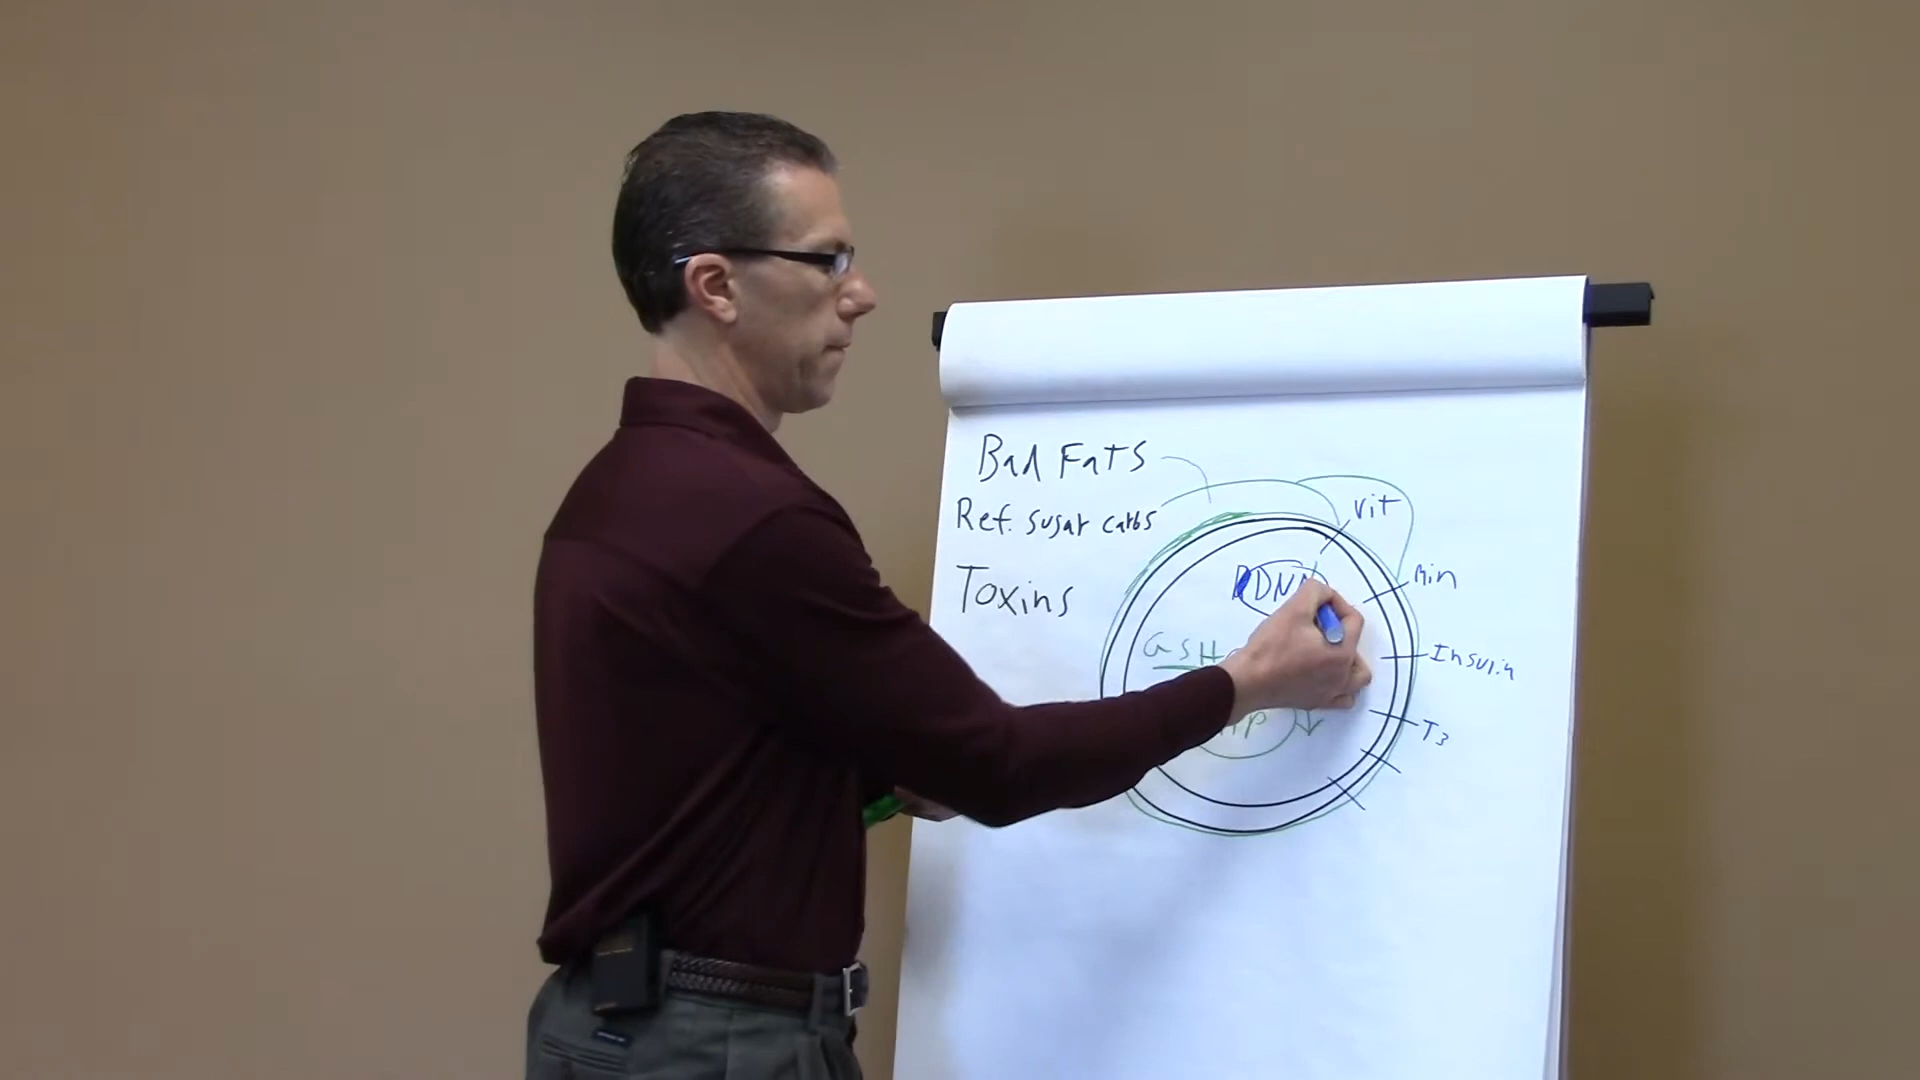 Bad Fats
Ref. sugar carbs
Toxins
Vit
Min
DNA
GSH
Insulin
T3